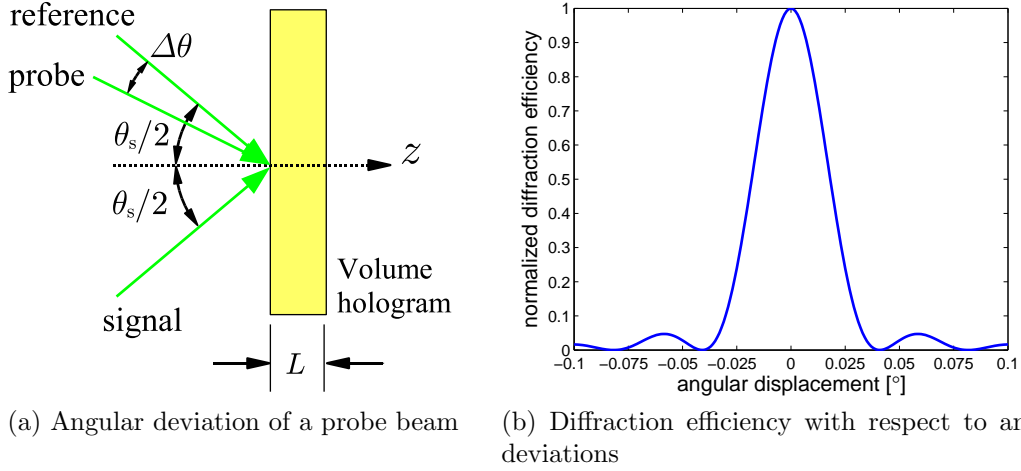 reference
Δθ
probe
θs/2
z
θs/2
Volume
hologram
signal
L
normalized diffraction efficiency
1
0.9
0.8
0.7
0.6
0.5
0.4
0.3
0.2
0.1
0
−0.1 −0.075 −0.05 −0.025 0 0.025 0.05 0.075 0.1
angular displacement [°]
(a) Angular deviation of a probe beam
(b) Diffraction efficiency with respect to an
deviations